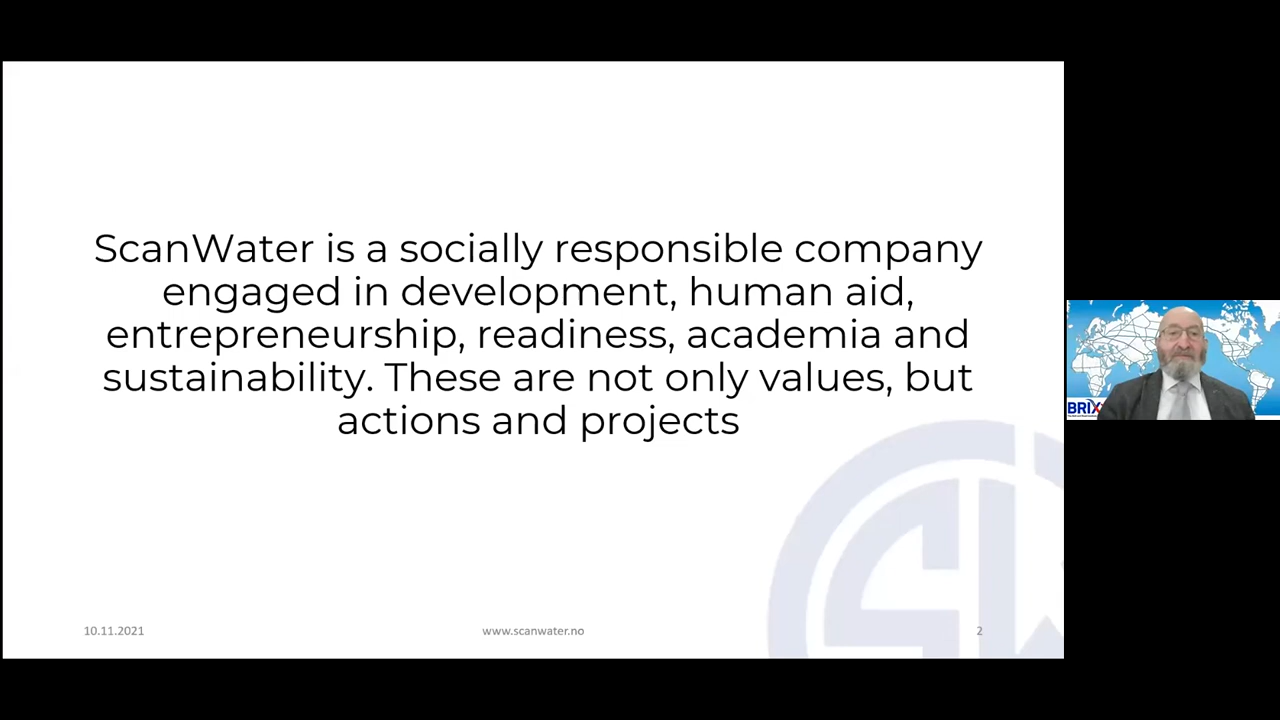 ScanWater is a socially responsible company
engaged in development, human aid,
entrepreneurship, readiness, academia and
sustainability. These are not only values, but
actions and projects
10.11.2021
www.scanwater.no
2
BRIX